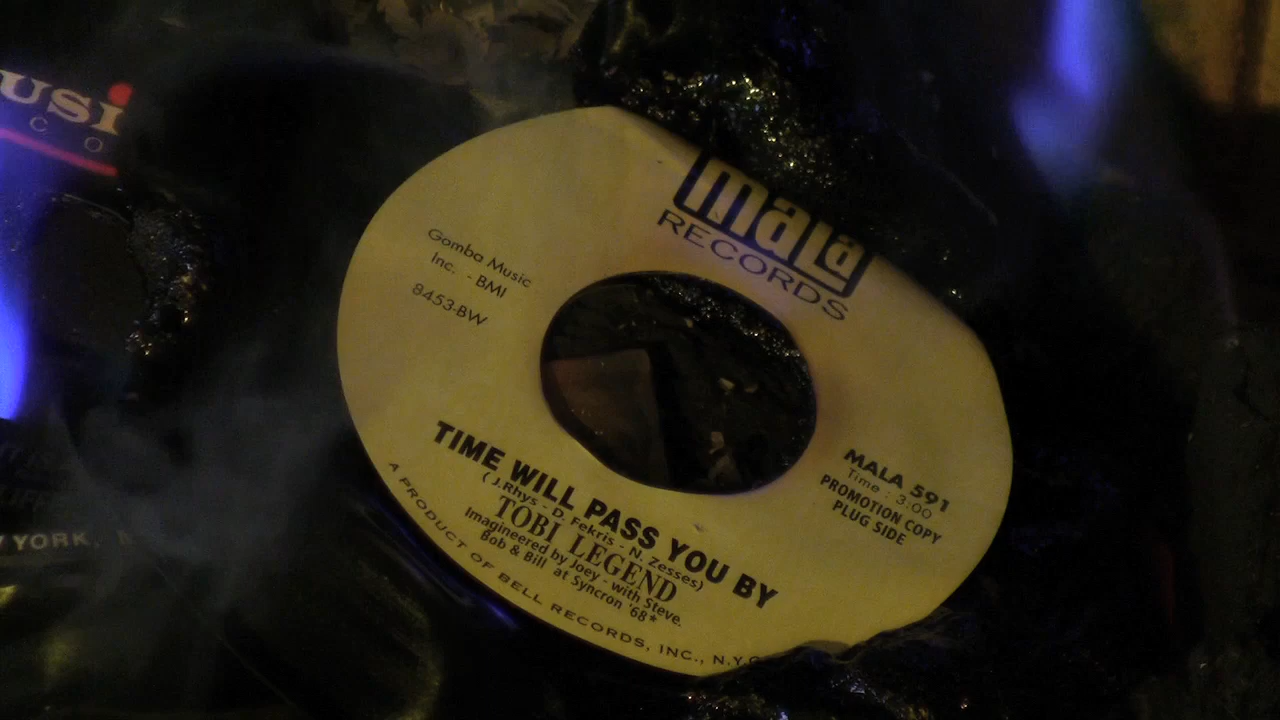 USI
CO
mala
RECORDS
Gomba Music
Inc. - BMI
8453-BW
MALA 591
Time : 3:00
PROMOTION COPY
PLUG SIDE
TIME WILL PASS YOU BY
( J.Rhys - D. Fekris - N. Zesses)
TOBI LEGEND
Imagineered by Joey - with Steve.
Bob & Bill at Syncron '68*
A PRODUCT OF BELL RECORDS, INC., N.Y.C
YORK,